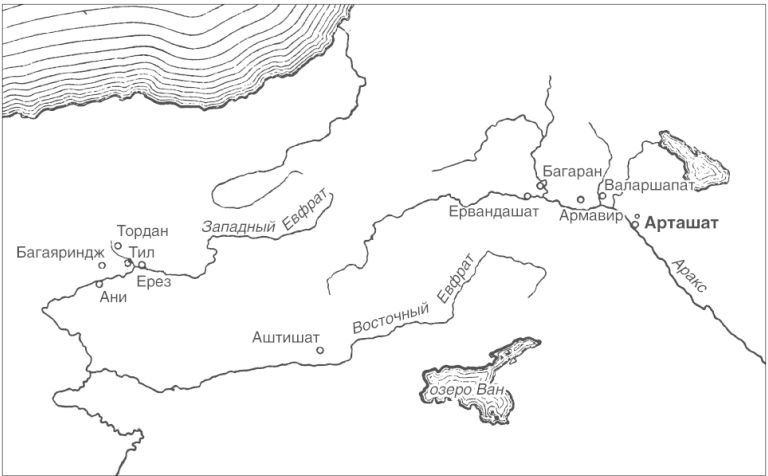 Багаран
Валаршапат
Ервандашат
Армавир
Арташат
Западный Евфрат
Тордан
Багаяриндж
Тил
Ерез
Ани
Аракс
Восточный Евфрат
Аштишат
озеро Ван